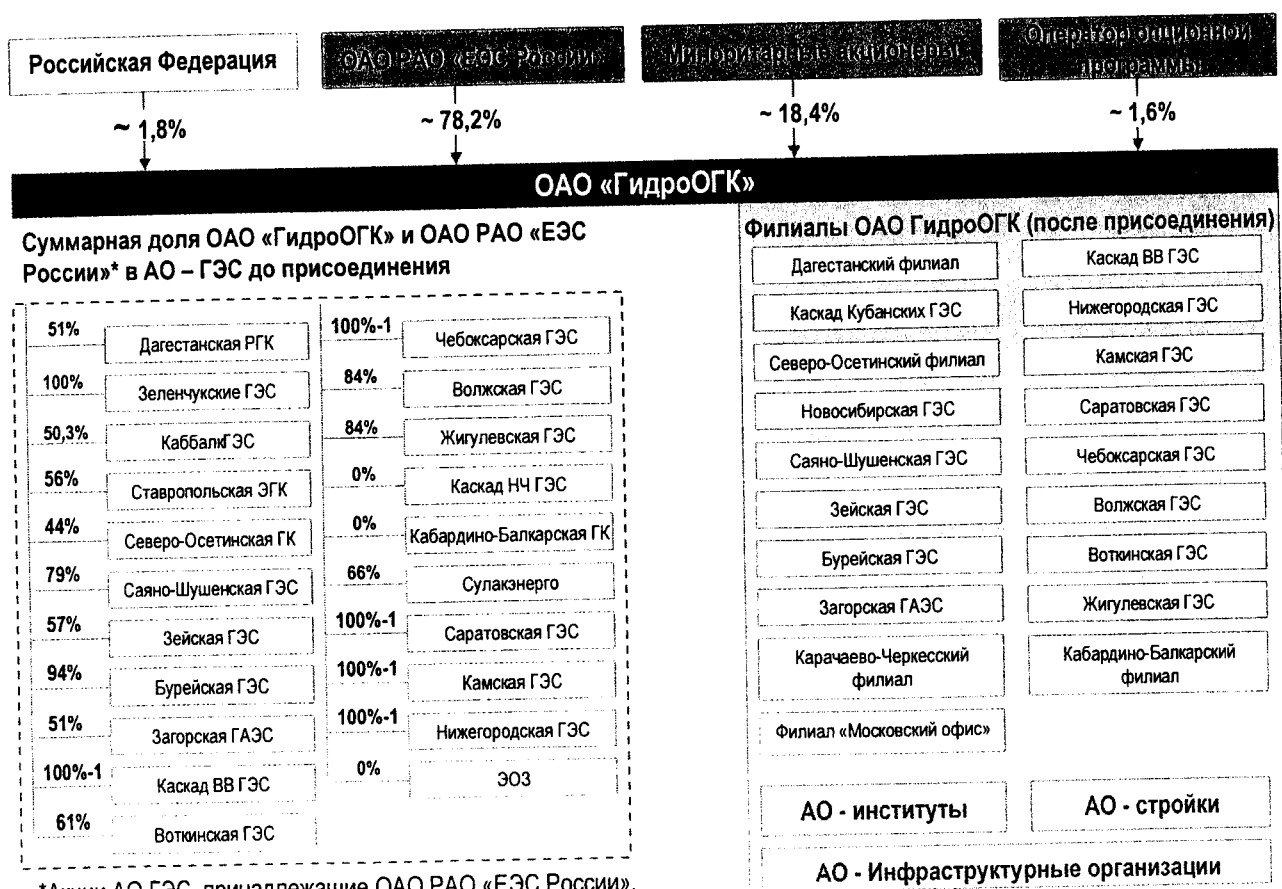 Российская Федерация
ОАО РАО «ЕЭС России»
Миноритарные акционеры
Оператор опционной
программы
~ 1,8%
~ 78,2%
~ 18,4%
~ 1,6%
ОАО «ГидроОГК»
Суммарная доля ОАО «ГидроОГК» и ОАО РАО «ЕЭС
России»* в АО – ГЭС до присоединения
51%
Дагестанская РГК
100%
Зеленчукские ГЭС
50,3%
КаббалкГЭС
56%
Ставропольская ЭГК
44%
Северо-Осетинская ГК
79%
Саяно-Шушенская ГЭС
57%
Зейская ГЭС
94%
Бурейская ГЭС
51%
Загорская ГАЭС
100%-1
Каскад ВВ ГЭС
61%
Воткинская ГЭС
100%-1
Чебоксарская ГЭС
84%
Волжская ГЭС
84%
Жигулевская ГЭС
0%
Каскад НЧ ГЭС
0%
Кабардино-Балкарская ГК
66%
Сулакэнерго
100%-1
Саратовская ГЭС
100%-1
Камская ГЭС
100%-1
Нижегородская ГЭС
0%
ЭОЗ
Филиалы ОАО ГидроОГК (после присоединения)
Дагестанский филиал
Каскад Кубанских ГЭС
Северо-Осетинский филиал
Новосибирская ГЭС
Саяно-Шушенская ГЭС
Зейская ГЭС
Бурейская ГЭС
Загорская ГАЭС
Карачаево-Черкесский
филиал
Филиал «Московский офис»
Каскад ВВ ГЭС
Нижегородская ГЭС
Камская ГЭС
Саратовская ГЭС
Чебоксарская ГЭС
Волжская ГЭС
Воткинская ГЭС
Жигулевская ГЭС
Кабардино-Балкарский
филиал
АО - институты
АО - стройки
АО - Инфраструктурные организации
*Акции АО ГЭС, принадлежащие ОАО РАО «ЕЭС России»,